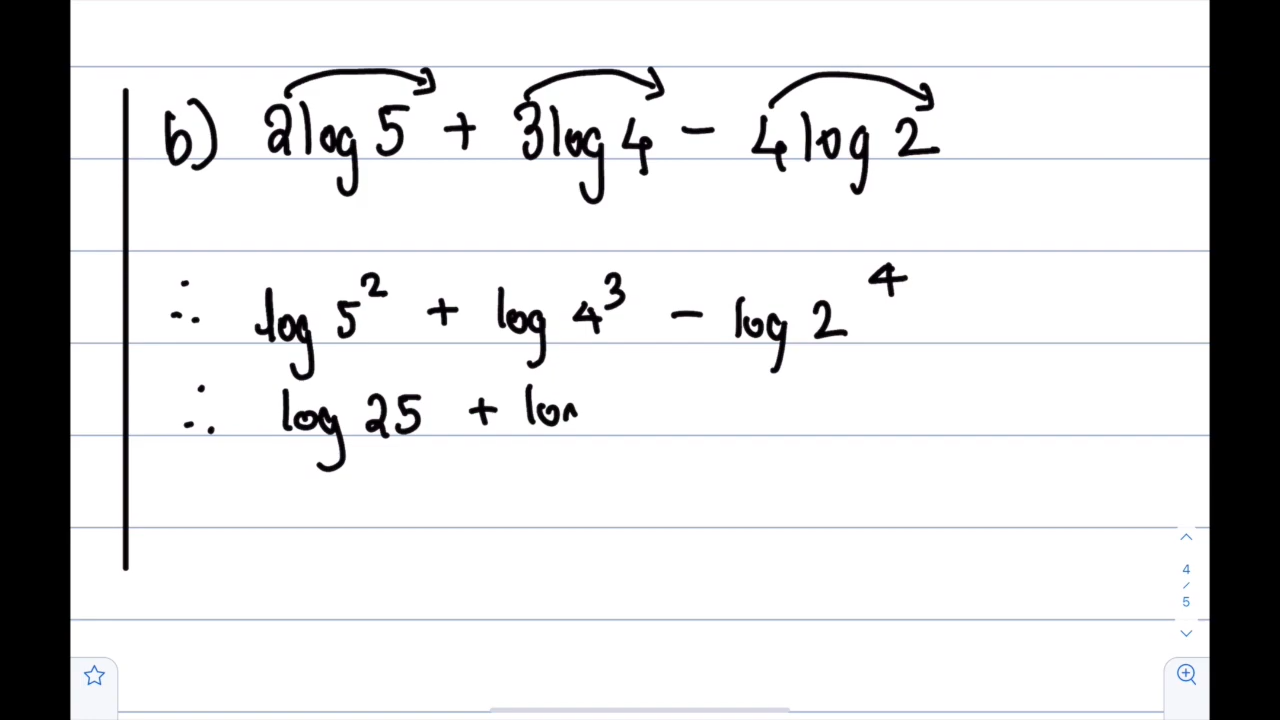 b) 2log 5 + 3log 4 - 4log 2
∴ log 5² + log 4³ - log 2⁴
∴ log 25 + lo
4
/
5